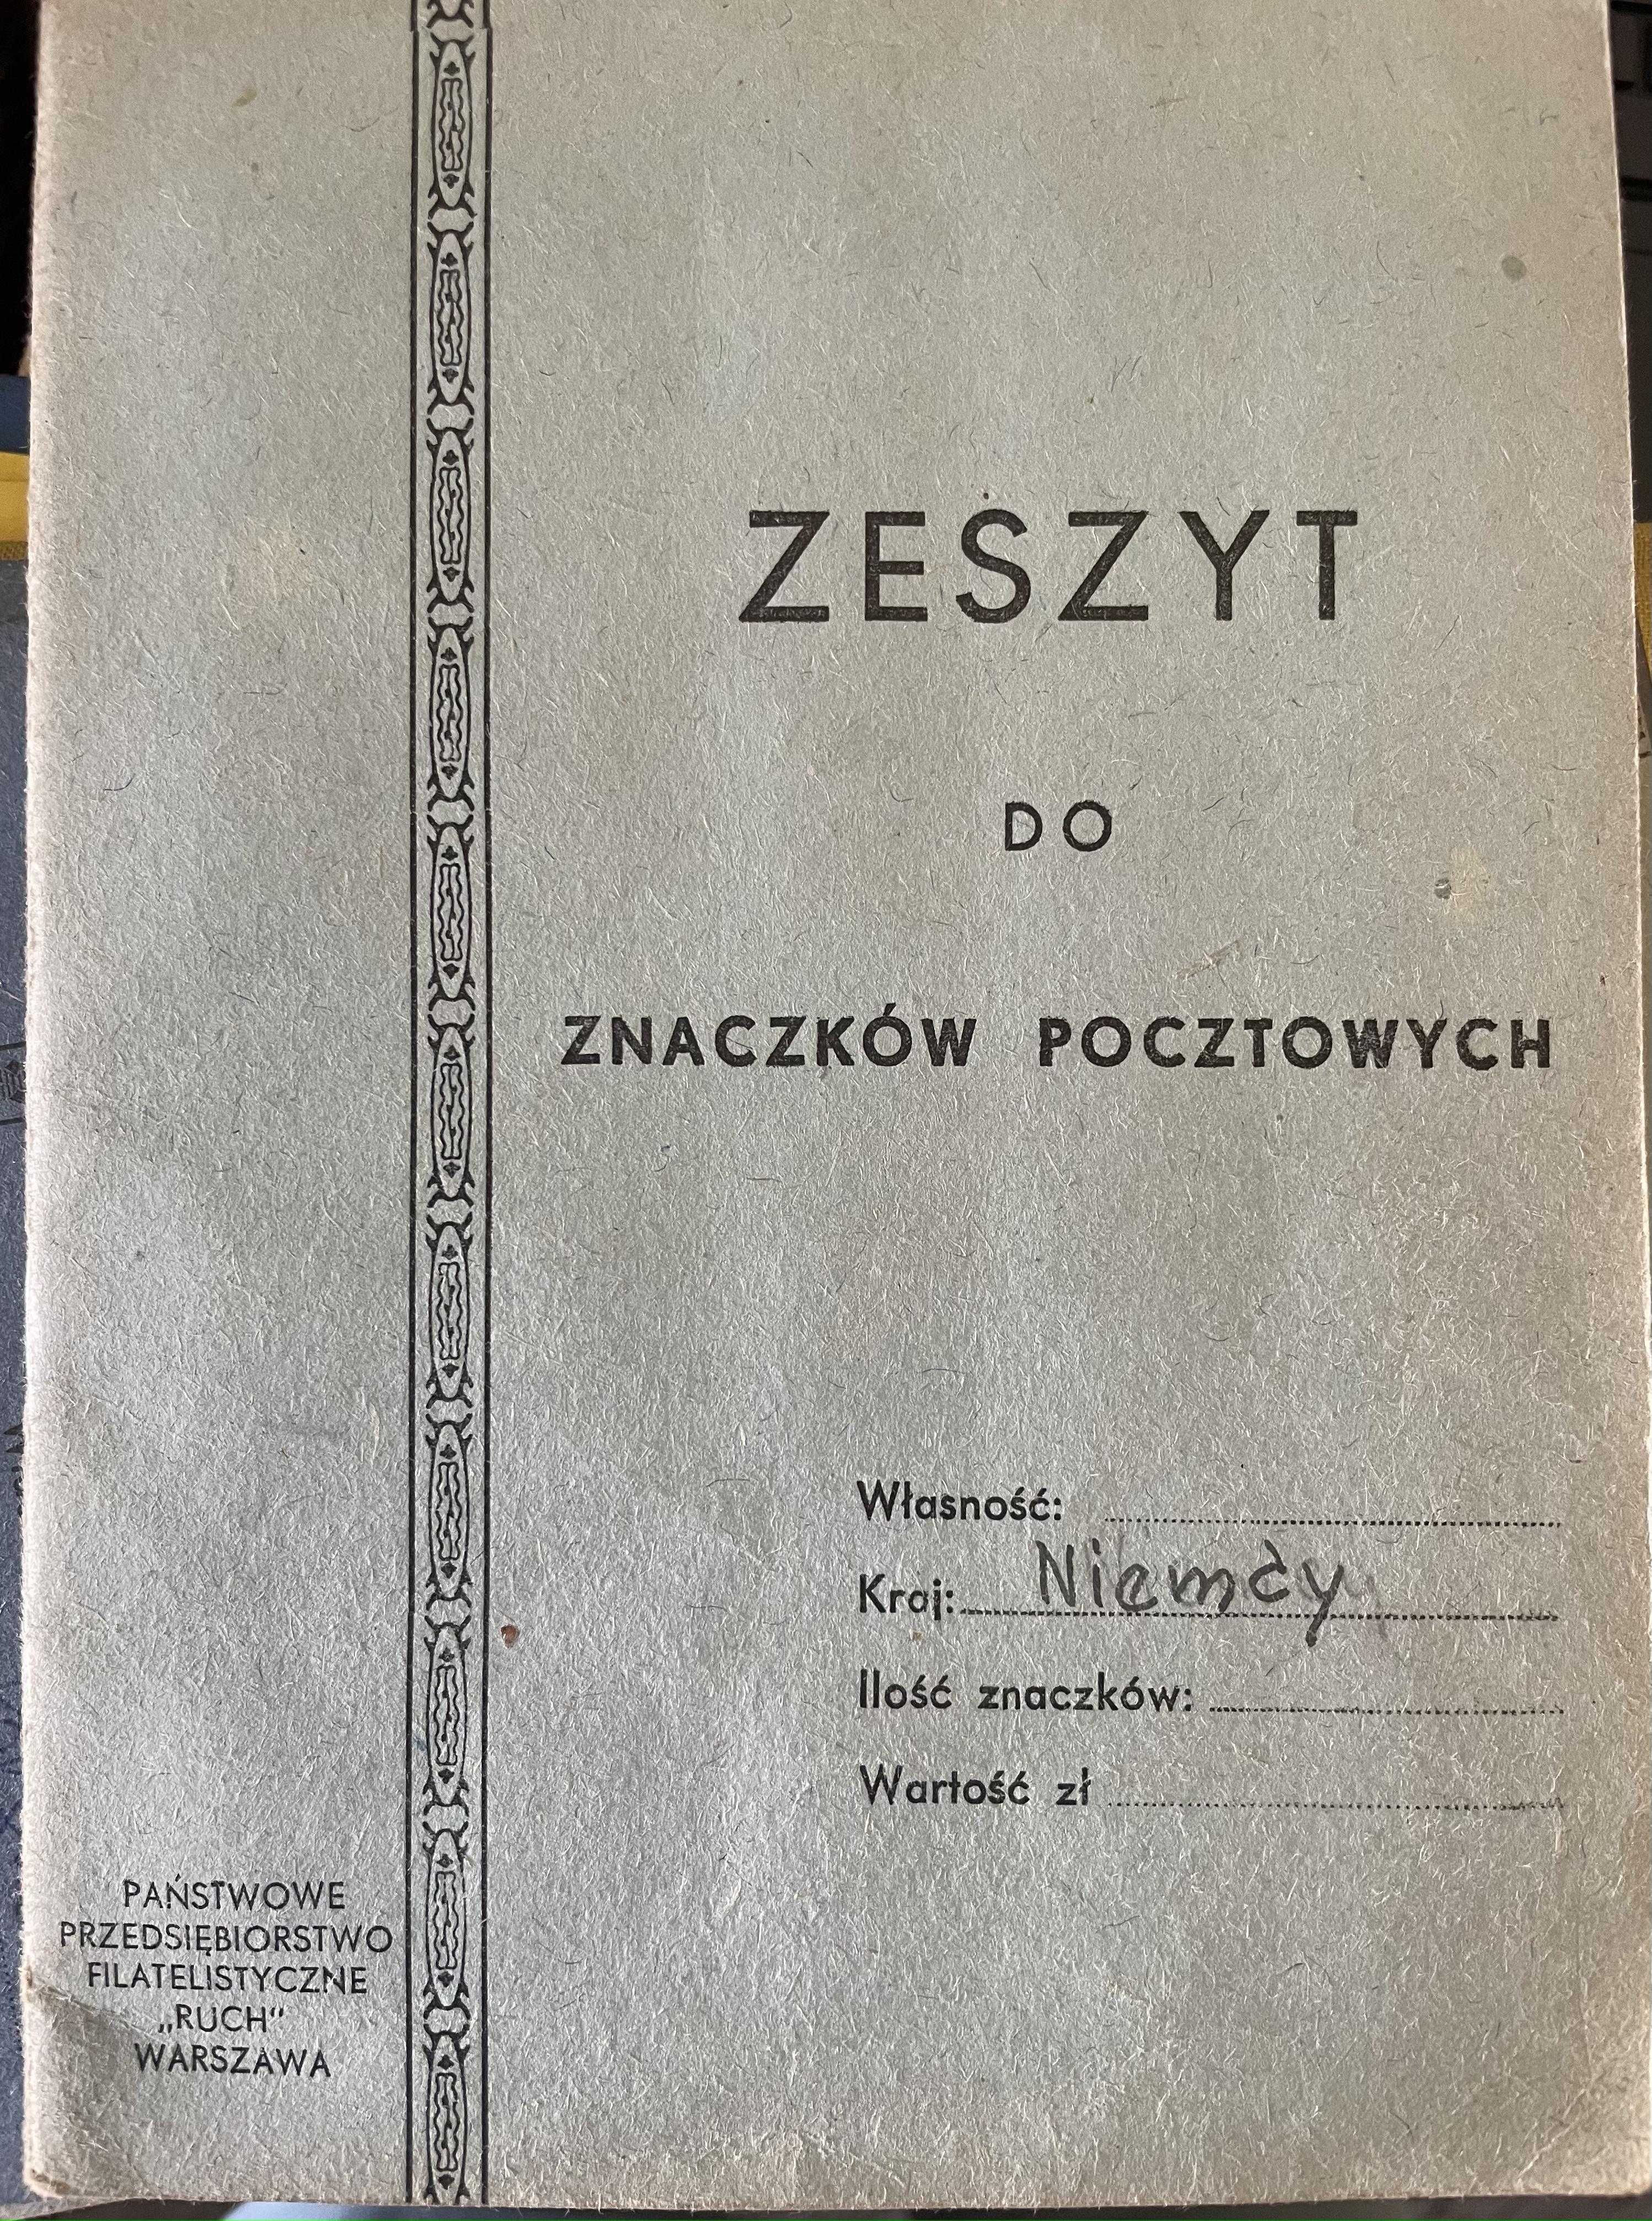 ZESZYT
DO
ZNACZKÓW POCZTOWYCH
Własność:
Kraj: Niemcy
Ilość znaczków:
Wartość zł
PAŃSTWOWE
PRZEDSIĘBIORSTWO
FILATELISTYCZNE
„RUCH"
WARSZAWA